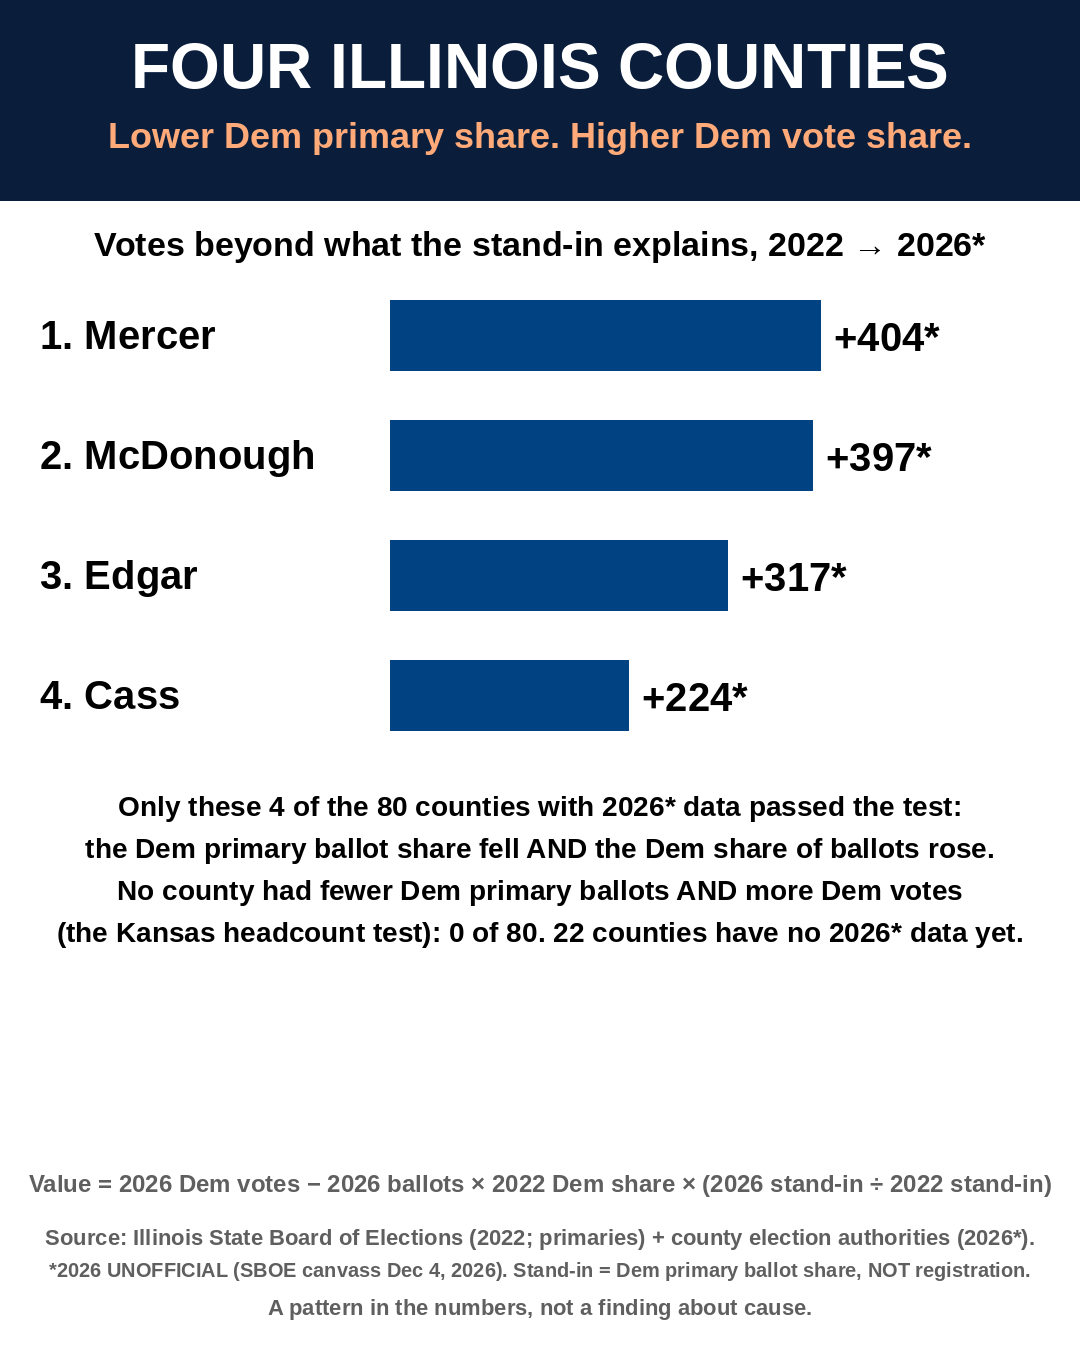 FOUR ILLINOIS COUNTIES
Lower Dem primary share. Higher Dem vote share.
Votes beyond what the stand-in explains, 2022 → 2026*
1. Mercer
+404*
2. McDonough
+397*
3. Edgar
+317*
4. Cass
+224*
Only these 4 of the 80 counties with 2026* data passed the test:
the Dem primary ballot share fell AND the Dem share of ballots rose.
No county had fewer Dem primary ballots AND more Dem votes
(the Kansas headcount test): 0 of 80. 22 counties have no 2026* data yet.
Value = 2026 Dem votes − 2026 ballots × 2022 Dem share × (2026 stand-in ÷ 2022 stand-in)
Source: Illinois State Board of Elections (2022; primaries) + county election authorities (2026*).
*2026 UNOFFICIAL (SBOE canvass Dec 4, 2026). Stand-in = Dem primary ballot share, NOT registration.
A pattern in the numbers, not a finding about cause.